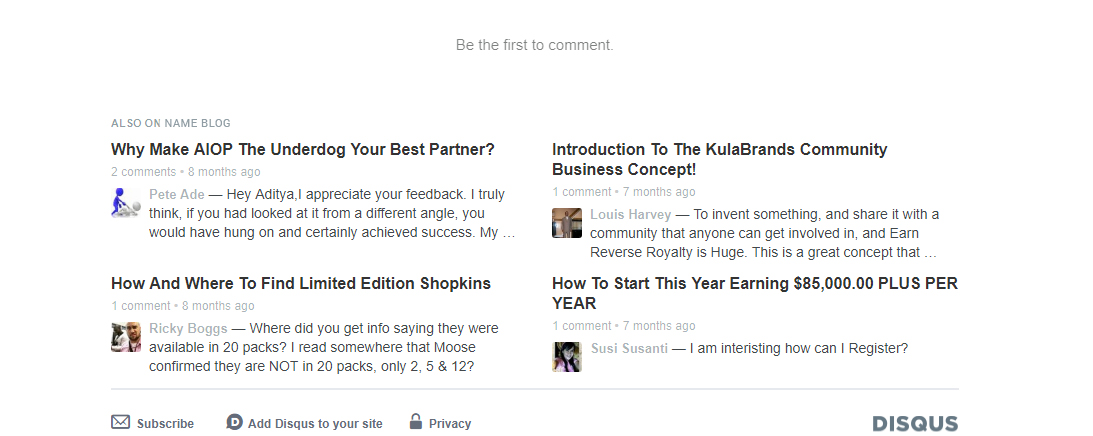 Be the first to comment.
ALSO ON NAME BLOG
Why Make AIOP The Underdog Your Best Partner?
2 comments • 8 months ago
Pete Ade — Hey Aditya,I appreciate your feedback. I truly
think, if you had looked at it from a different angle, you
would have hung on and certainly achieved success. My …
Introduction To The KulaBrands Community
Business Concept!
1 comment • 7 months ago
Louis Harvey — To invent something, and share it with a
community that anyone can get involved in, and Earn
Reverse Royalty is Huge. This is a great concept that …
How And Where To Find Limited Edition Shopkins
1 comment • 8 months ago
Ricky Boggs — Where did you get info saying they were
available in 20 packs? I read somewhere that Moose
confirmed they are NOT in 20 packs, only 2, 5 & 12?
How To Start This Year Earning $85,000.00 PLUS PER
YEAR
1 comment • 7 months ago
Susi Susanti — I am interisting how can I Register?
Subscribe
Add Disqus to your site
Privacy
DISQUS